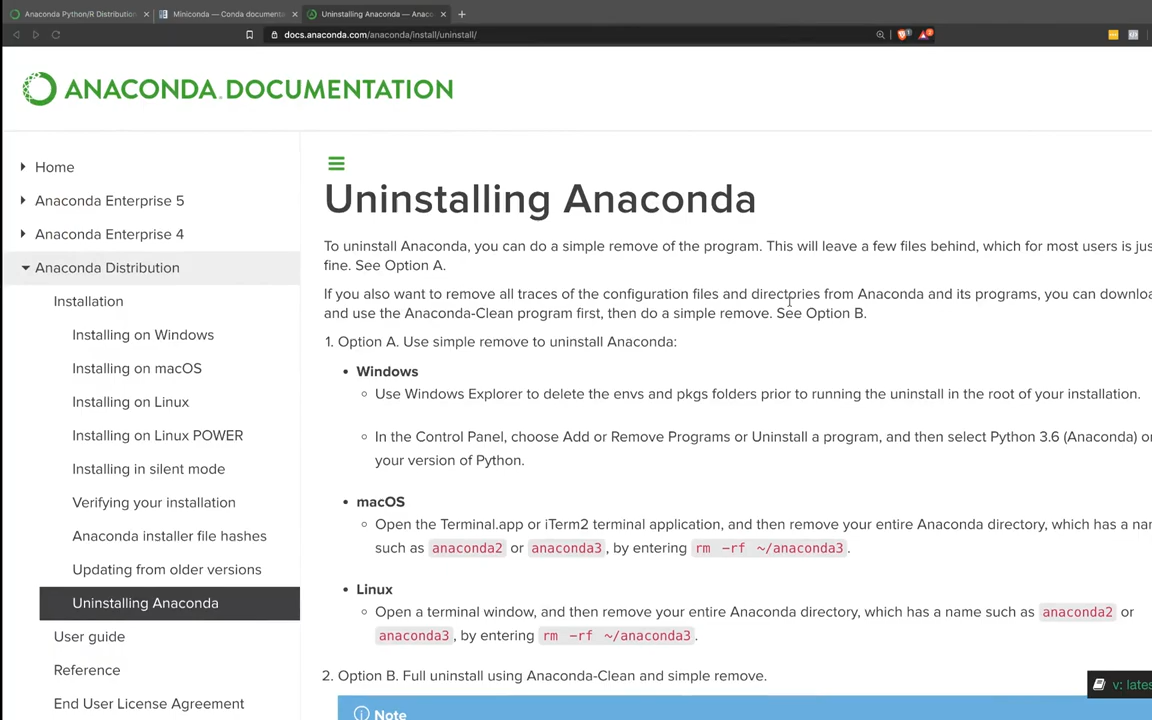 Anaconda Python/R Distribution
Miniconda — Conda documentat
Uninstalling Anaconda — Anaco
docs.anaconda.com/anaconda/install/uninstall/
ANACONDA DOCUMENTATION
Home
Anaconda Enterprise 5
Anaconda Enterprise 4
Anaconda Distribution
Installation
Installing on Windows
Installing on macOS
Installing on Linux
Installing on Linux POWER
Installing in silent mode
Verifying your installation
Anaconda installer file hashes
Updating from older versions
Uninstalling Anaconda
User guide
Reference
End User License Agreement
Uninstalling Anaconda
To uninstall Anaconda, you can do a simple remove of the program. This will leave a few files behind, which for most users is jus
fine. See Option A.
If you also want to remove all traces of the configuration files and directories from Anaconda and its programs, you can downloa
and use the Anaconda-Clean program first, then do a simple remove. See Option B.
1. Option A. Use simple remove to uninstall Anaconda:
• Windows
Use Windows Explorer to delete the envs and pkgs folders prior to running the uninstall in the root of your installation.
In the Control Panel, choose Add or Remove Programs or Uninstall a program, and then select Python 3.6 (Anaconda) or
your version of Python.
• macOS
Open the Terminal.app or iTerm2 terminal application, and then remove your entire Anaconda directory, which has a nam
such as anaconda2 or anaconda3, by entering rm -rf ~/anaconda3.
• Linux
Open a terminal window, and then remove your entire Anaconda directory, which has a name such as anaconda2 or
anaconda3, by entering rm -rf ~/anaconda3.
2. Option B. Full uninstall using Anaconda-Clean and simple remove.
Note
v: lates